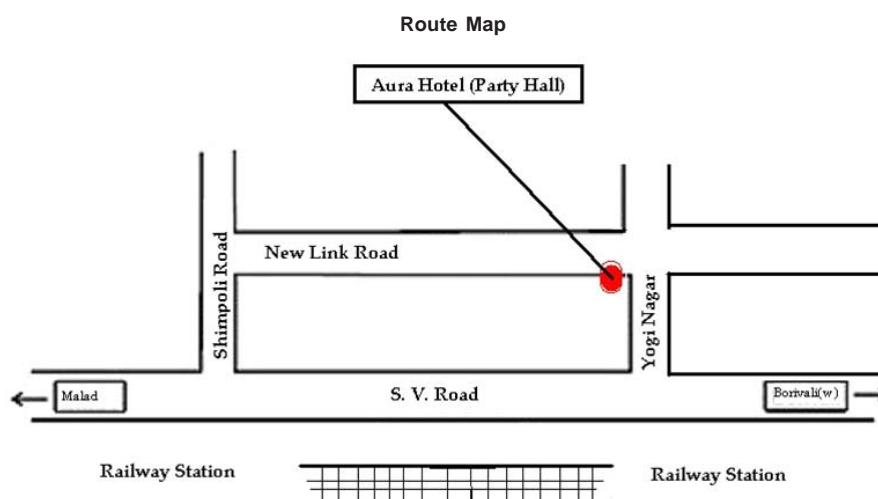 Route Map
Aura Hotel (Party Hall)
New Link Road
Shimpoli Road
Yogi Nagar
Malad
S. V. Road
Borivali(w)
Railway Station
Railway Station